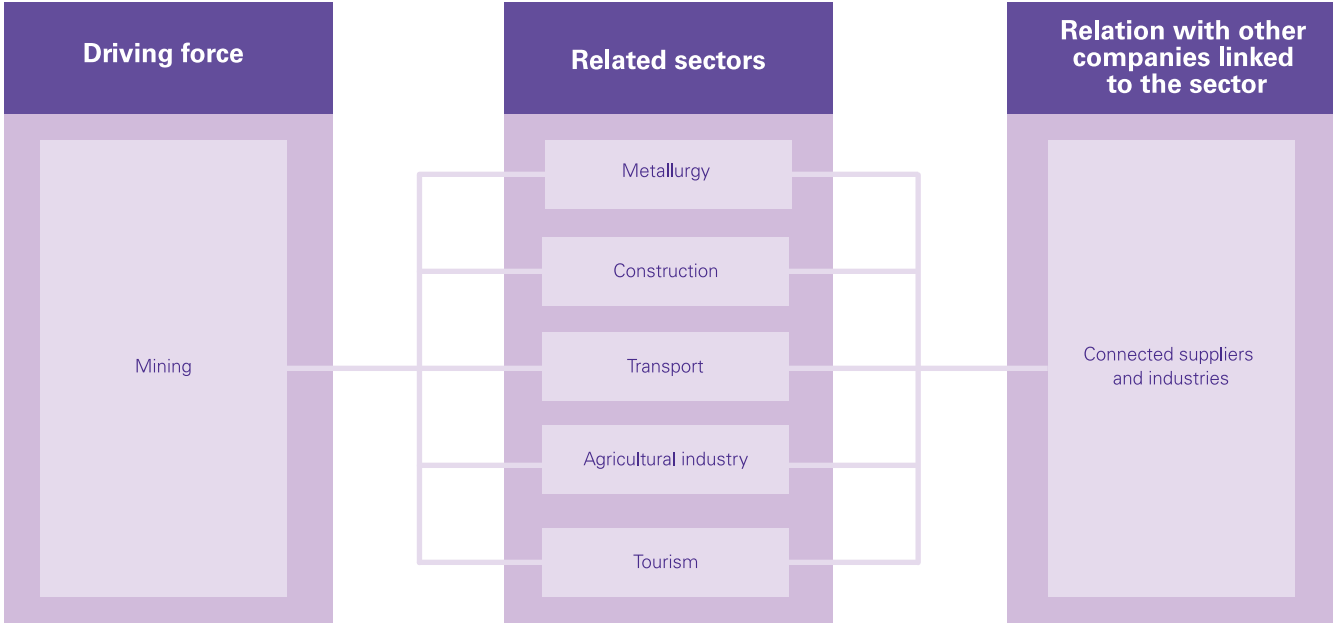 Driving force
Mining
Related sectors
Metallurgy
Construction
Transport
Agricultural industry
Tourism
Relation with other
companies linked
to the sector
Connected suppliers
and industries